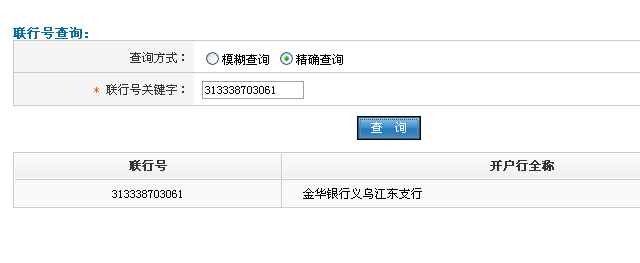 联行号查询：
查询方式： 模糊查询 精确查询
* 联行号关键字： 313338703061
查 询
联行号 开户行全称
313338703061 金华银行义乌江东支行